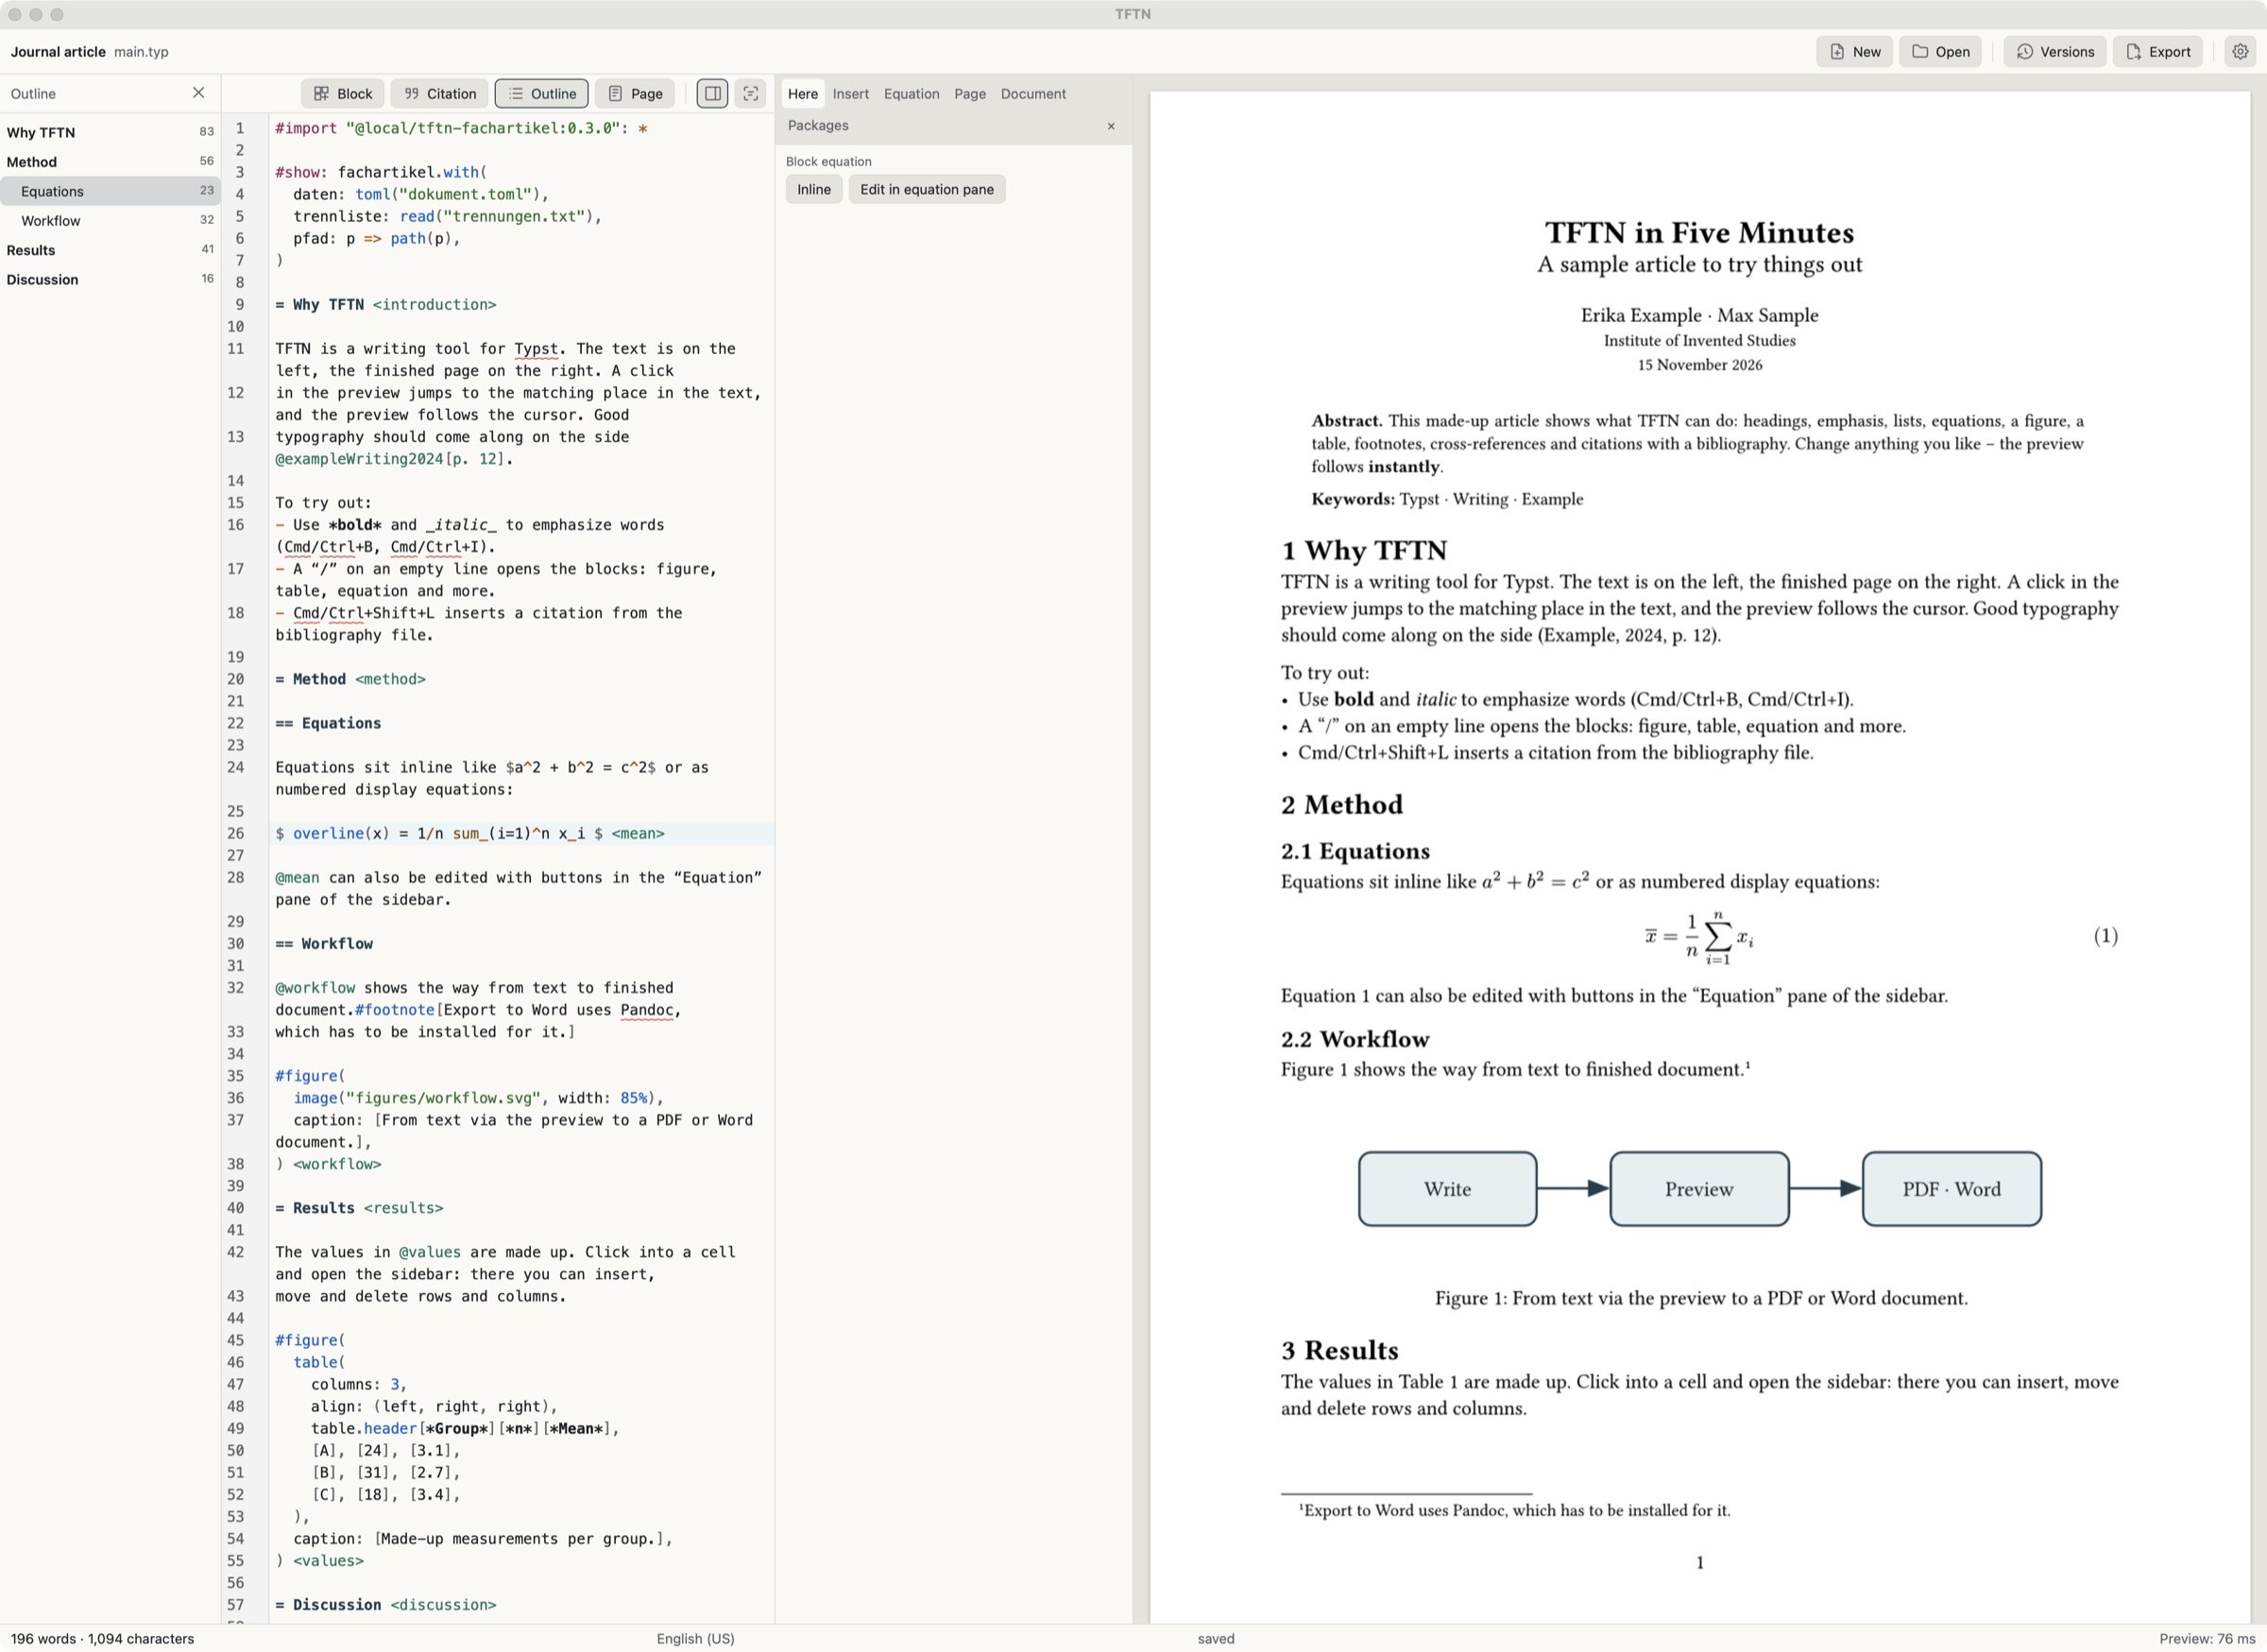 TFTN
Journal article main.typ
New Open Versions Export
Outline
Why TFTN 83
Method 56
Equations 23
Workflow 32
Results 41
Discussion 16
Block Citation Outline Page
1 #import "@local/tftn-fachartikel:0.3.0": *
2
3 #show: fachartikel.with(
4 daten: toml("dokument.toml"),
5 trennliste: read("trennungen.txt"),
6 pfad: p => path(p),
7 )
8
9 = Why TFTN <introduction>
10
11 TFTN is a writing tool for Typst. The text is on the
left, the finished page on the right. A click
12 in the preview jumps to the matching place in the text,
and the preview follows the cursor. Good
13 typography should come along on the side
@exampleWriting2024[p. 12].
14
15 To try out:
16 - Use *bold* and _italic_ to emphasize words
(Cmd/Ctrl+B, Cmd/Ctrl+I).
17 - A “/” on an empty line opens the blocks: figure,
table, equation and more.
18 - Cmd/Ctrl+Shift+L inserts a citation from the
bibliography file.
19
20 = Method <method>
21
22 == Equations
23
24 Equations sit inline like $a^2 + b^2 = c^2$ or as
numbered display equations:
25
26 $ overline(x) = 1/n sum_(i=1)^n x_i $ <mean>
27
28 @mean can also be edited with buttons in the “Equation”
pane of the sidebar.
29
30 == Workflow
31
32 @workflow shows the way from text to finished
document.#footnote[Export to Word uses Pandoc,
33 which has to be installed for it.]
34
35 #figure(
36 image("figures/workflow.svg", width: 85%),
37 caption: [From text via the preview to a PDF or Word
document.],
38 ) <workflow>
39
40 = Results <results>
41
42 The values in @values are made up. Click into a cell
and open the sidebar: there you can insert,
43 move and delete rows and columns.
44
45 #figure(
46 table(
47 columns: 3,
48 align: (left, right, right),
49 table.header[*Group*][*n*][*Mean*],
50 [A], [24], [3.1],
51 [B], [31], [2.7],
52 [C], [18], [3.4],
53 ),
54 caption: [Made-up measurements per group.],
55 ) <values>
56
57 = Discussion <discussion>
Here Insert Equation Page Document
Packages ×
Block equation
Inline Edit in equation pane
TFTN in Five Minutes
A sample article to try things out
Erika Example · Max Sample
Institute of Invented Studies
15 November 2026
Abstract. This made-up article shows what TFTN can do: headings, emphasis, lists, equations, a figure, a
table, footnotes, cross-references and citations with a bibliography. Change anything you like – the preview
follows instantly.
Keywords: Typst · Writing · Example
1 Why TFTN
TFTN is a writing tool for Typst. The text is on the left, the finished page on the right. A click in the
preview jumps to the matching place in the text, and the preview follows the cursor. Good typography
should come along on the side (Example, 2024, p. 12).
To try out:
• Use bold and italic to emphasize words (Cmd/Ctrl+B, Cmd/Ctrl+I).
• A “/” on an empty line opens the blocks: figure, table, equation and more.
• Cmd/Ctrl+Shift+L inserts a citation from the bibliography file.
2 Method
2.1 Equations
Equations sit inline like a² + b² = c² or as numbered display equations:
x̅ = 1/n ∑_{i=1}^{n} x_i (1)
Equation 1 can also be edited with buttons in the “Equation” pane of the sidebar.
2.2 Workflow
Figure 1 shows the way from text to finished document.¹
Write Preview PDF · Word
Figure 1: From text via the preview to a PDF or Word document.
3 Results
The values in Table 1 are made up. Click into a cell and open the sidebar: there you can insert, move
and delete rows and columns.
¹Export to Word uses Pandoc, which has to be installed for it.
1
196 words · 1,094 characters English (US) saved Preview: 76 ms